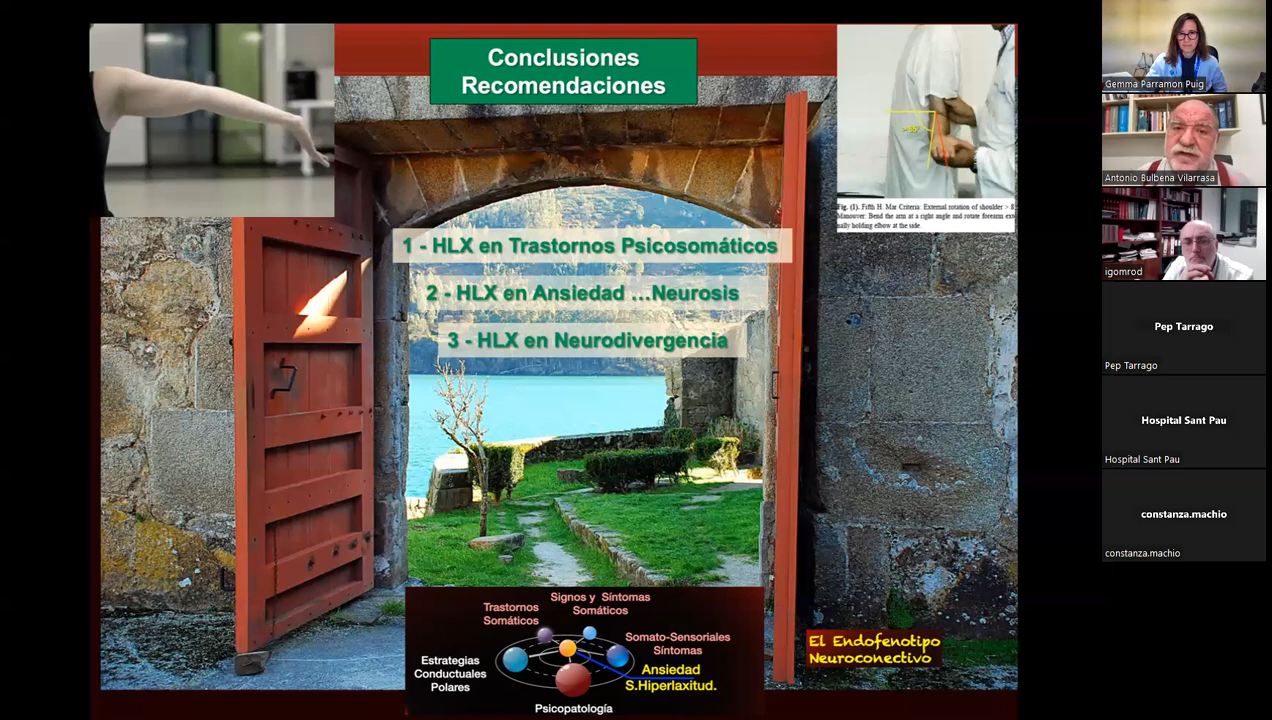 Conclusiones
Recomendaciones
1 - HLX en Trastornos Psicosomáticos
2 - HLX en Ansiedad ...Neurosis
3 - HLX en Neurodivergencia
Fig. (1). Fifth H. Mar Criteria: External rotation of shoulder > 8
Manouver. Bend the arm at a right angle and rotate forearm ext
nally holding elbow at the side.
Signos y Síntomas
Somáticos
Trastornos
Somáticos
Somato-Sensoriales
Síntomas
Ansiedad
S.Hiperlaxitud.
Estrategias
Conductuales
Polares
Psicopatología
El Endofenotipo
Neuroconectivo
Gemma Parramon Puig
Antonio Bulbena Vilarrasa
igomrod
Pep Tarrago
Pep Tarrago
Hospital Sant Pau
Hospital Sant Pau
constanza.machio
constanza.machio